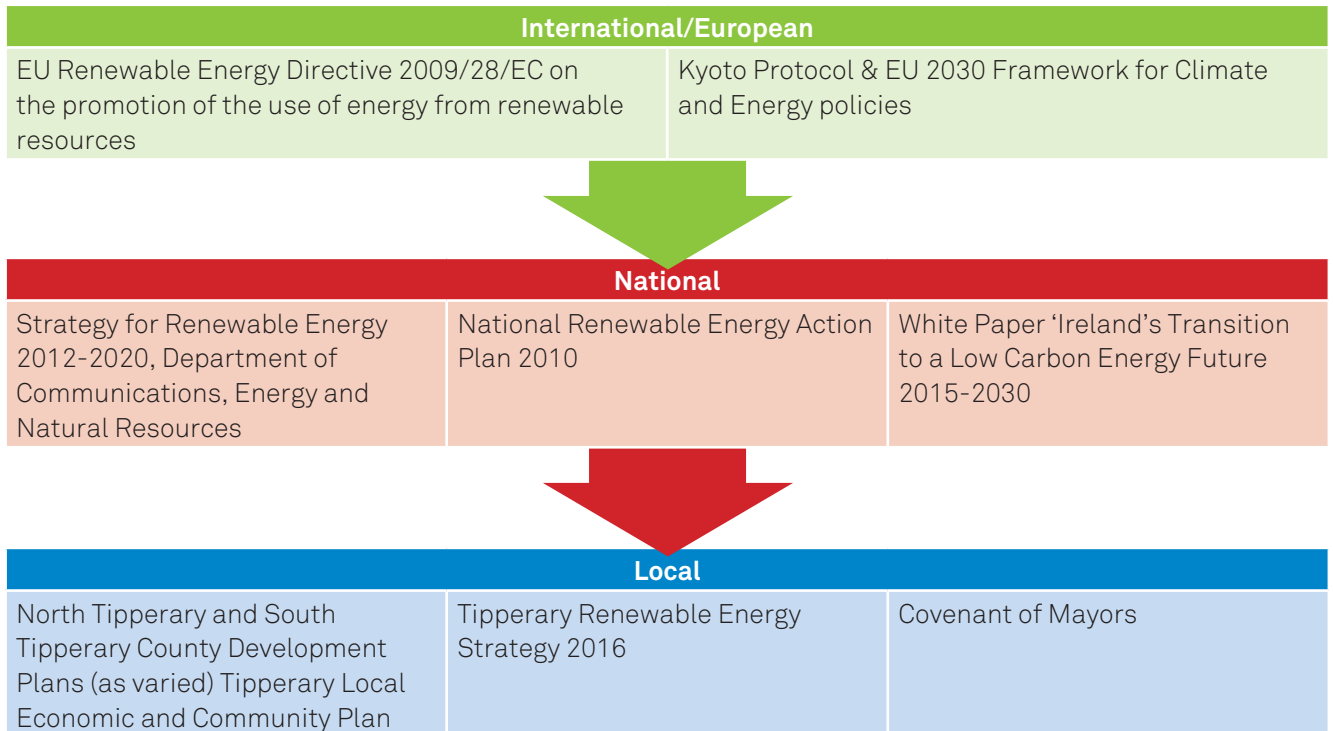 International/European
EU Renewable Energy Directive 2009/28/EC on
the promotion of the use of energy from renewable
resources
Kyoto Protocol & EU 2030 Framework for Climate
and Energy policies
National
Strategy for Renewable Energy
2012-2020, Department of
Communications, Energy and
Natural Resources
National Renewable Energy Action
Plan 2010
White Paper ‘Ireland’s Transition
to a Low Carbon Energy Future
2015-2030
Local
North Tipperary and South
Tipperary County Development
Plans (as varied) Tipperary Local
Economic and Community Plan
Tipperary Renewable Energy
Strategy 2016
Covenant of Mayors